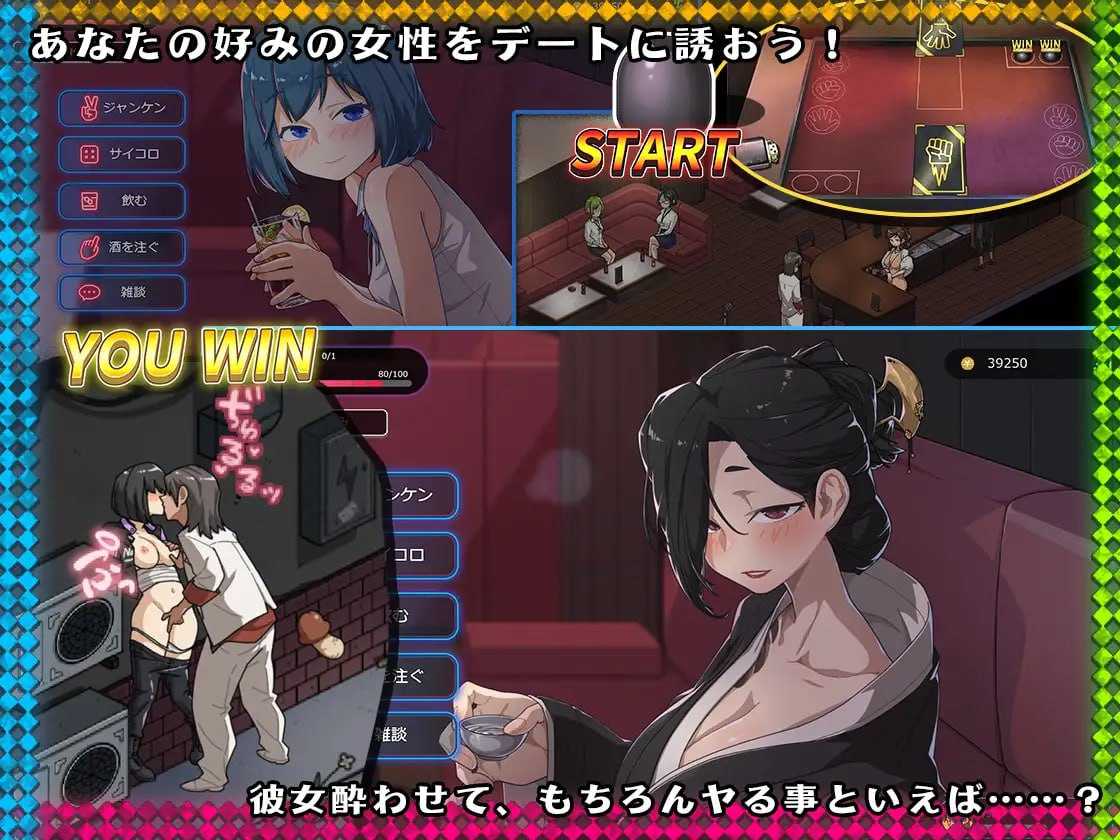 あなたの好みの女性をデートに誘おう！
ジャンケン
サイコロ
飲む
酒を注ぐ
雑談
WIN WIN
START
YOU WIN
0/1
80/100
39250
ンケン
コロ
む
注ぐ
雑談
彼女酔わせて、もちろんヤる事といえば……？